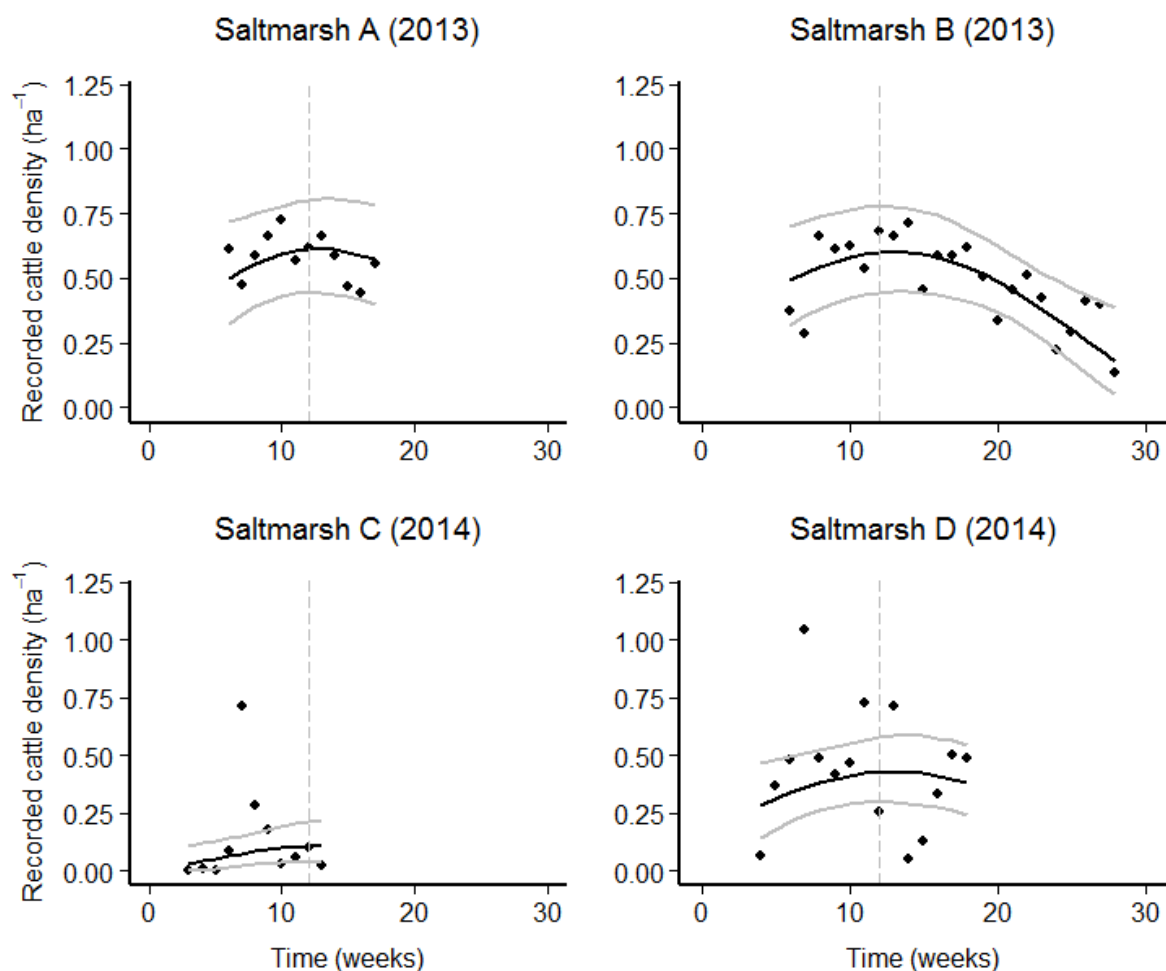 Saltmarsh A (2013)
Saltmarsh B (2013)
Recorded cattle density (ha⁻¹)
1.25
1.00
0.75
0.50
0.25
0.00
0 10 20 30
1.25
1.00
0.75
0.50
0.25
0.00
0 10 20 30
Saltmarsh C (2014)
Saltmarsh D (2014)
Recorded cattle density (ha⁻¹)
1.25
1.00
0.75
0.50
0.25
0.00
0 10 20 30
Time (weeks)
1.25
1.00
0.75
0.50
0.25
0.00
0 10 20 30
Time (weeks)